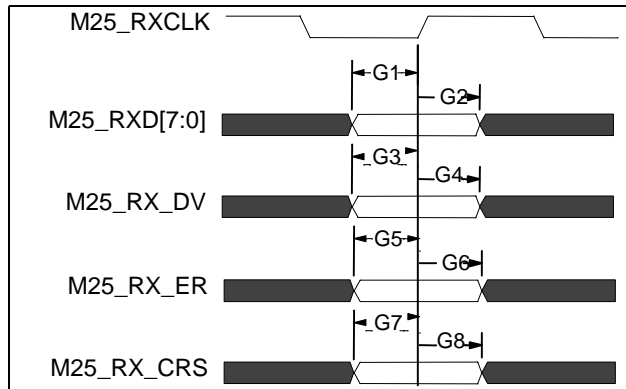 M25_RXCLK
G1
G2
M25_RXD[7:0]
G3
G4
M25_RX_DV
G5
G6
M25_RX_ER
G7
G8
M25_RX_CRS